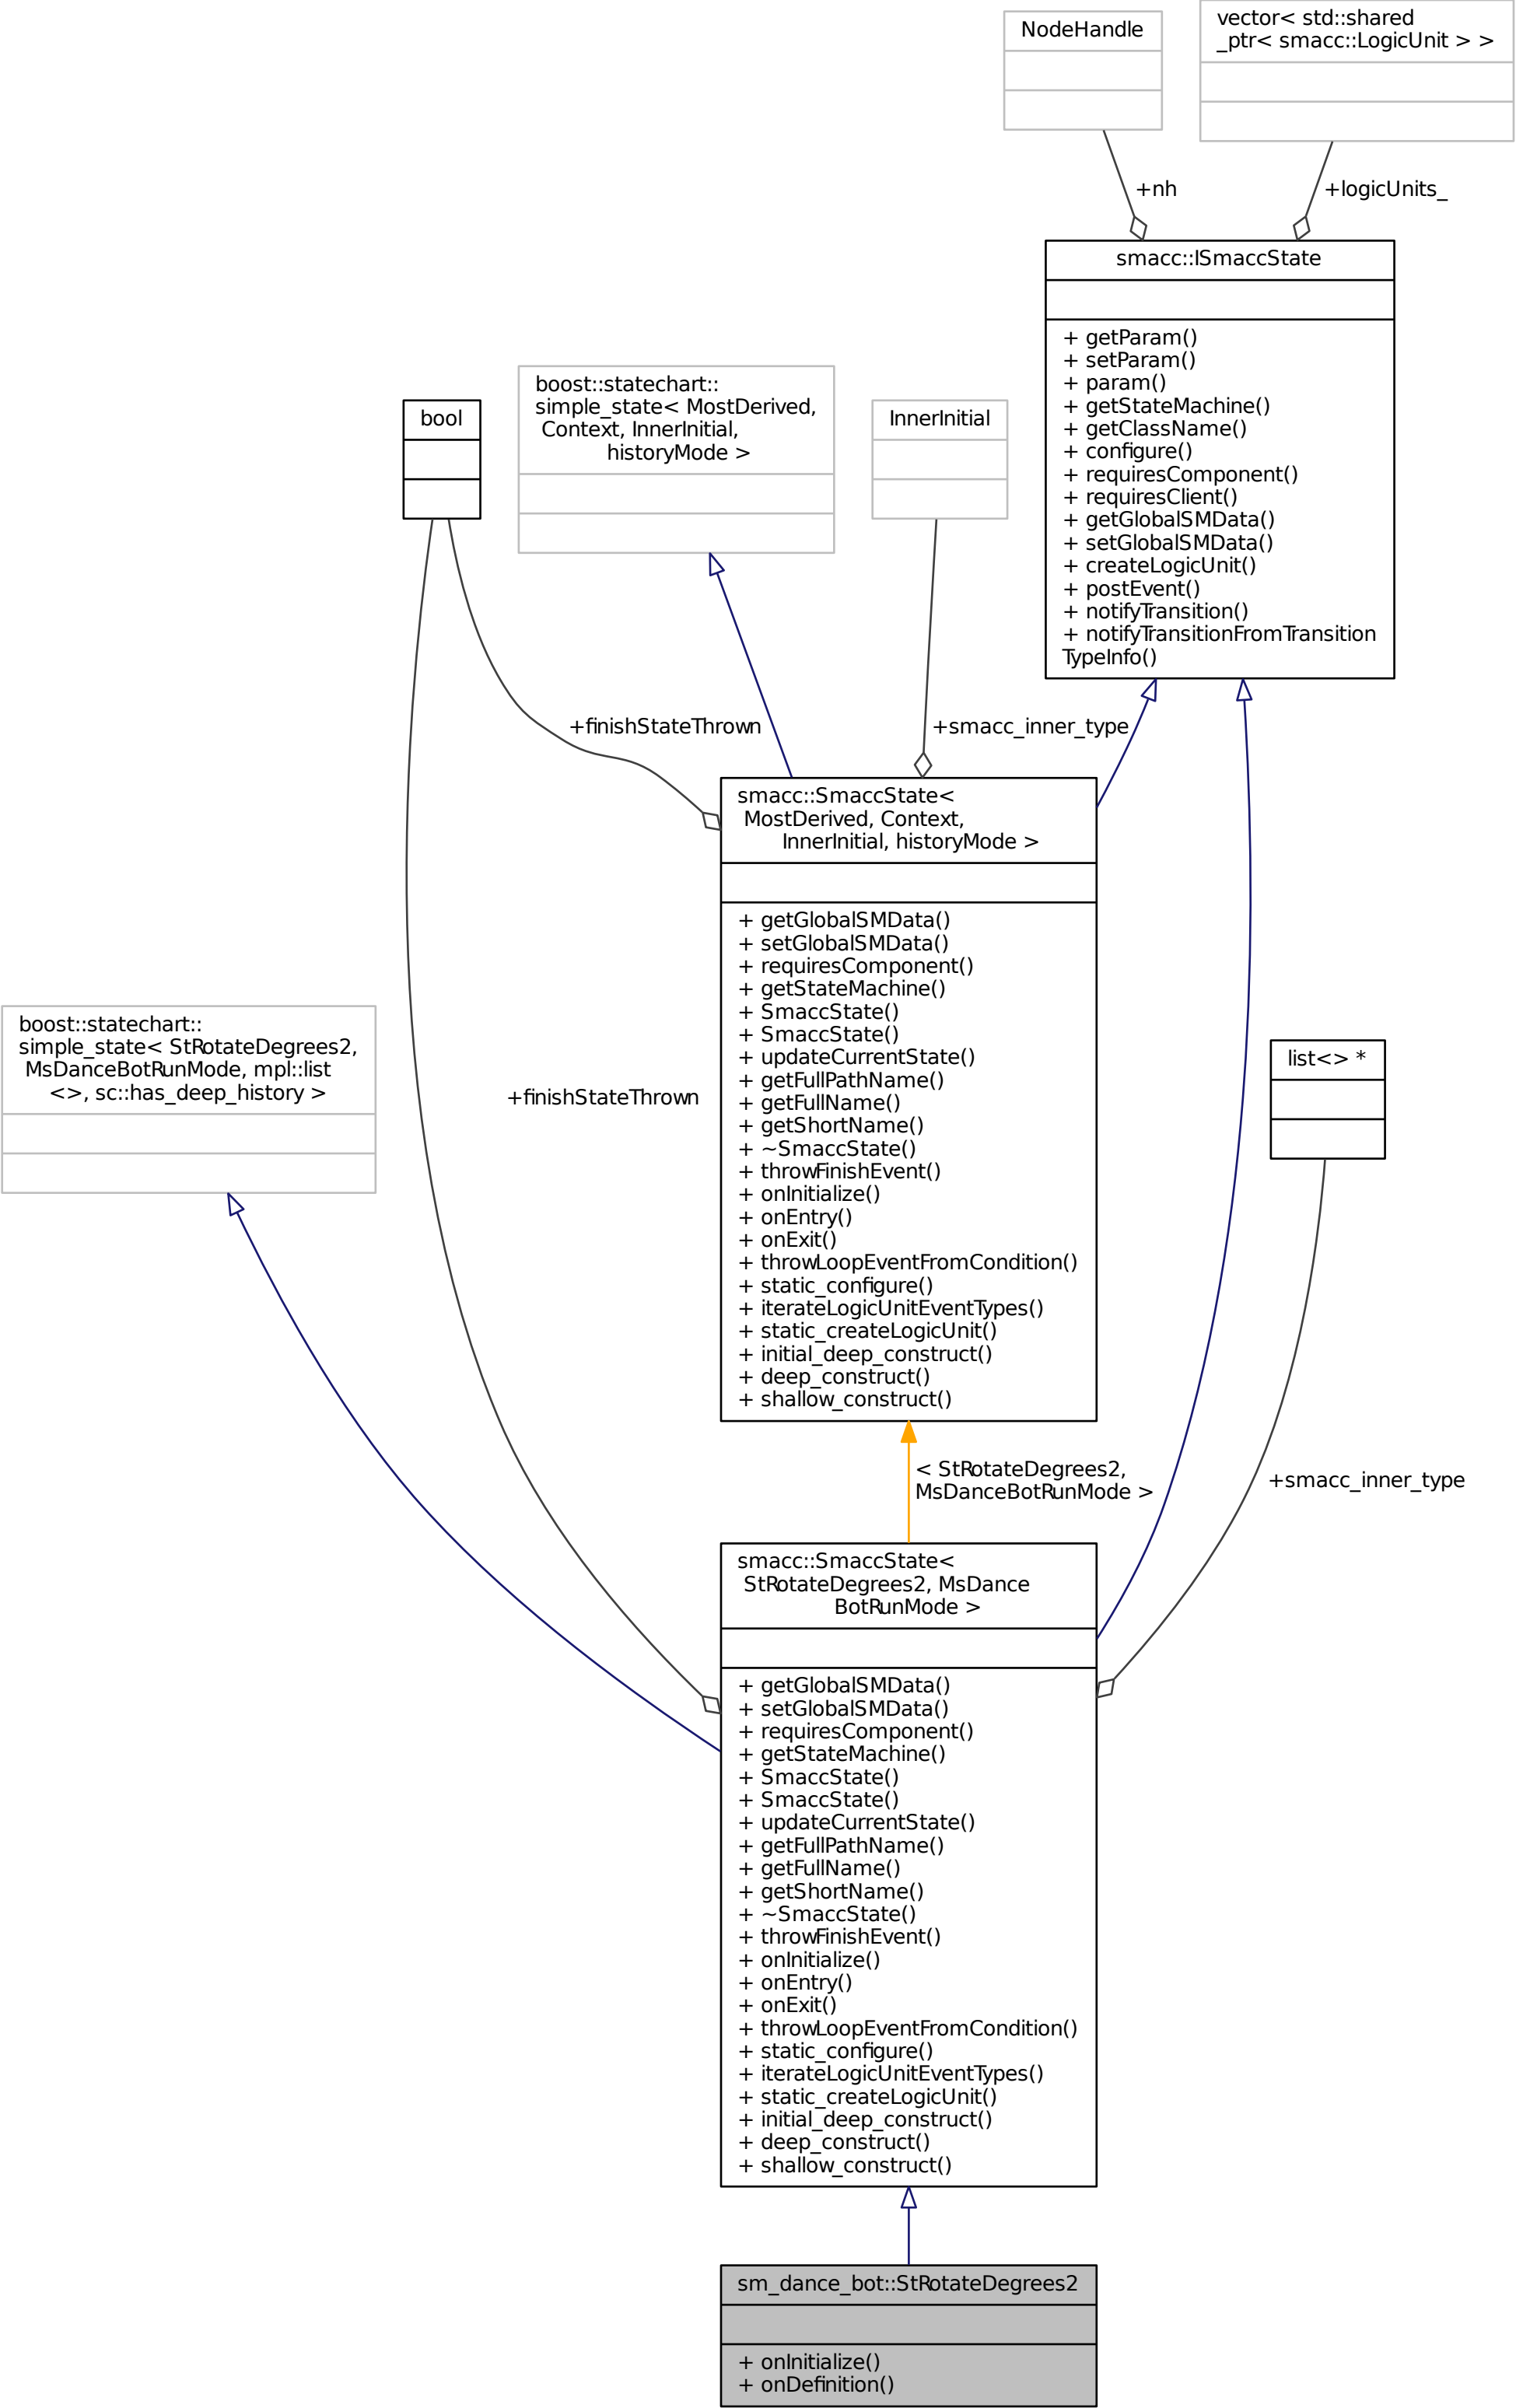 NodeHandle
vector< std::shared
_ptr< smacc::LogicUnit > >
+nh
+logicUnits_
smacc::ISmaccState
+ getParam()
+ setParam()
+ param()
+ getStateMachine()
+ getClassName()
+ configure()
+ requiresComponent()
+ requiresClient()
+ getGlobalSMData()
+ setGlobalSMData()
+ createLogicUnit()
+ postEvent()
+ notifyTransition()
+ notifyTransitionFromTransition
TypeInfo()
bool
boost::statechart::
simple_state< MostDerived,
Context, InnerInitial,
historyMode >
InnerInitial
+finishStateThrown
+smacc_inner_type
smacc::SmaccState<
MostDerived, Context,
InnerInitial, historyMode >
+ getGlobalSMData()
+ setGlobalSMData()
+ requiresComponent()
+ getStateMachine()
+ SmaccState()
+ SmaccState()
+ updateCurrentState()
+ getFullPathName()
+ getFullName()
+ getShortName()
+ ~SmaccState()
+ throwFinishEvent()
+ onInitialize()
+ onEntry()
+ onExit()
+ throwLoopEventFromCondition()
+ static_configure()
+ iterateLogicUnitEventTypes()
+ static_createLogicUnit()
+ initial_deep_construct()
+ deep_construct()
+ shallow_construct()
boost::statechart::
simple_state< StRotateDegrees2,
MsDanceBotRunMode, mpl::list
<>, sc::has_deep_history >
+finishStateThrown
list<> *
< StRotateDegrees2,
MsDanceBotRunMode >
+smacc_inner_type
smacc::SmaccState<
StRotateDegrees2, MsDance
BotRunMode >
+ getGlobalSMData()
+ setGlobalSMData()
+ requiresComponent()
+ getStateMachine()
+ SmaccState()
+ SmaccState()
+ updateCurrentState()
+ getFullPathName()
+ getFullName()
+ getShortName()
+ ~SmaccState()
+ throwFinishEvent()
+ onInitialize()
+ onEntry()
+ onExit()
+ throwLoopEventFromCondition()
+ static_configure()
+ iterateLogicUnitEventTypes()
+ static_createLogicUnit()
+ initial_deep_construct()
+ deep_construct()
+ shallow_construct()
sm_dance_bot::StRotateDegrees2
+ onInitialize()
+ onDefinition()